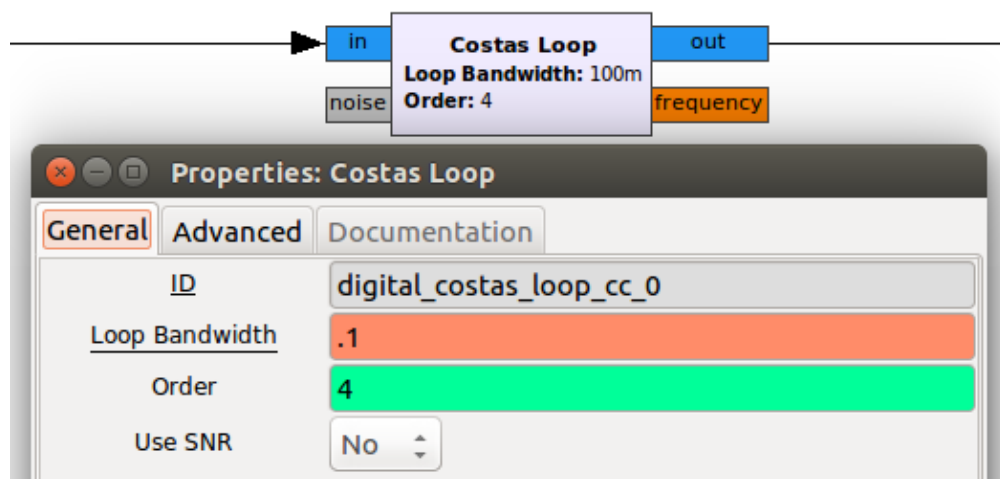 in
Costas Loop
out
Loop Bandwidth: 100m
noise
Order: 4
frequency
Properties: Costas Loop
General Advanced Documentation
ID digital_costas_loop_cc_0
Loop Bandwidth .1
Order 4
Use SNR No